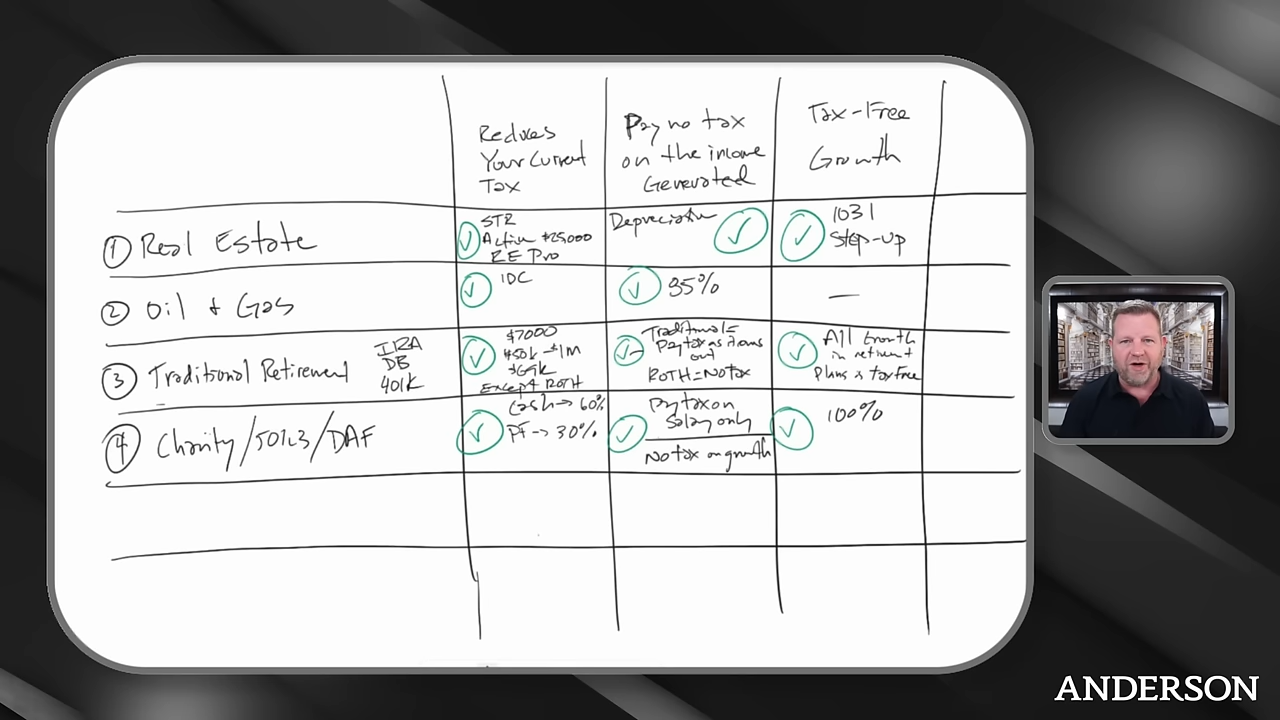 Reduces
Your Current
Tax
Pay no tax
on the income
Generated
Tax-Free
Growth
① Real Estate
STR
Active $25000
RE Pro
Depreciation
1031
Step-up
② Oil & Gas
IDC
35%
—
③ Traditional Retirement
IRA
DB
401K
$7000
$50k - $1M
$69k
Except ROTH
Traditional=
Pay tax as items
out
ROTH=No tax
All Growth
in retirement
Plans is tax free
④ Charity/501c3/DAF
Cash → 60%
PF → 30%
Pay tax on
Salary only
No tax on growth
100%
ANDERSON